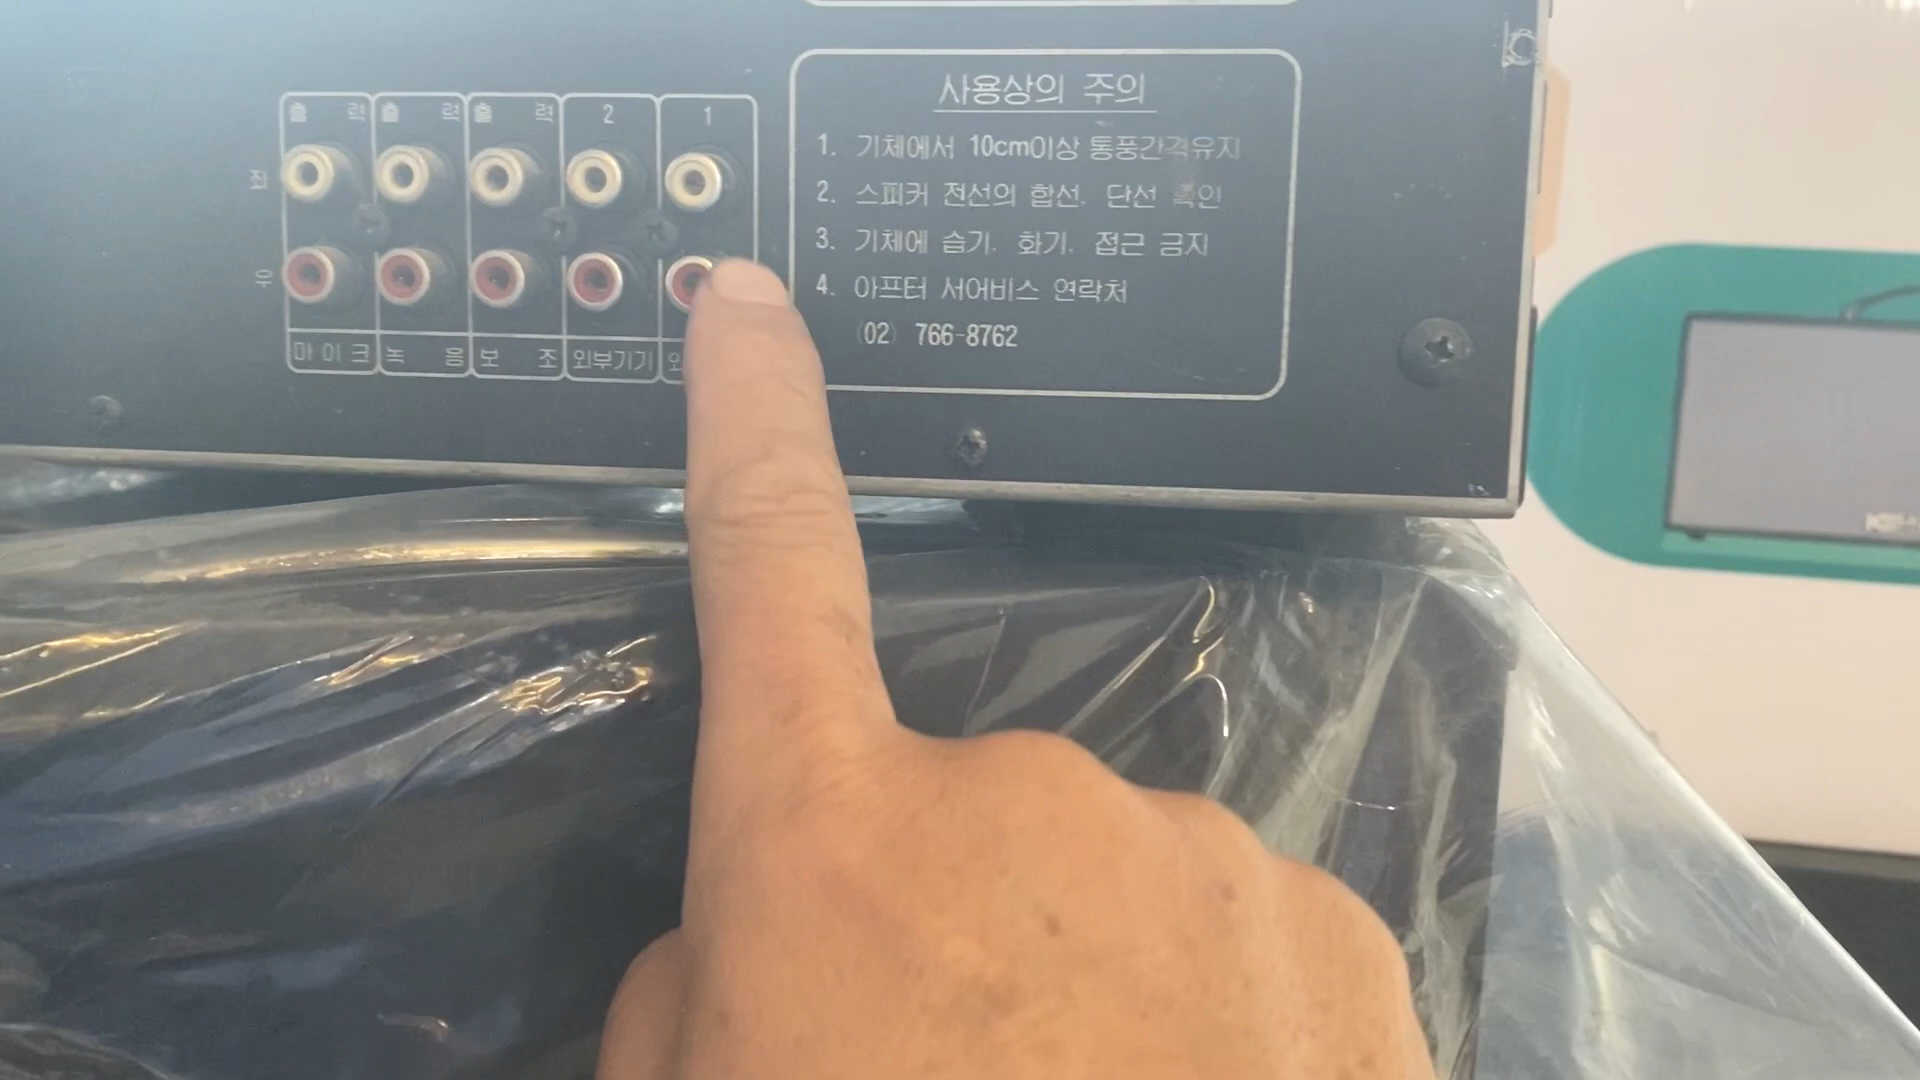 출 력 출 력 출 력 2 1
좌
우
마이크 녹 음 보 조 외부기기 외
사용상의 주의
1. 기체에서 10cm이상 통풍간격유지
2. 스피커 전선의 합선, 단선 확인
3. 기체에 습기, 화기, 접근 금지
4. 아프터 서어비스 연락처
(02) 766-8762